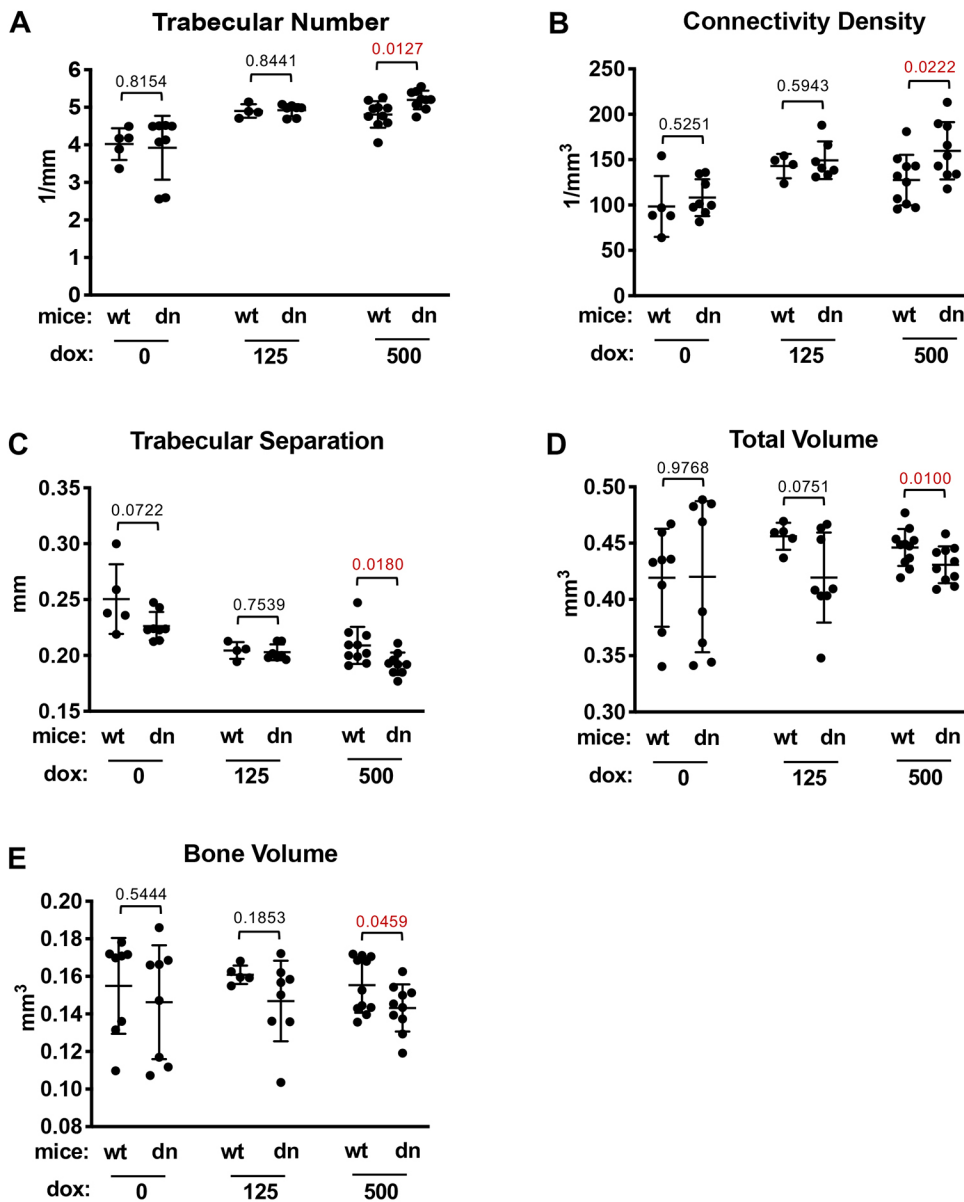 A
Trabecular Number
0.8154
0.8441
0.0127
6
5
4
3
2
1
0
1/mm
mice: wt dn wt dn wt dn
dox: 0 125 500
B
Connectivity Density
0.5251
0.5943
0.0222
250
200
150
100
50
0
1/mm³
mice: wt dn wt dn wt dn
dox: 0 125 500
C
Trabecular Separation
0.0722
0.7539
0.0180
0.35
0.30
0.25
0.20
0.15
mm
mice: wt dn wt dn wt dn
dox: 0 125 500
D
Total Volume
0.9768
0.0751
0.0100
0.50
0.45
0.40
0.35
0.30
mm³
mice: wt dn wt dn wt dn
dox: 0 125 500
E
Bone Volume
0.5444
0.1853
0.0459
0.20
0.18
0.16
0.14
0.12
0.10
0.08
mm³
mice: wt dn wt dn wt dn
dox: 0 125 500